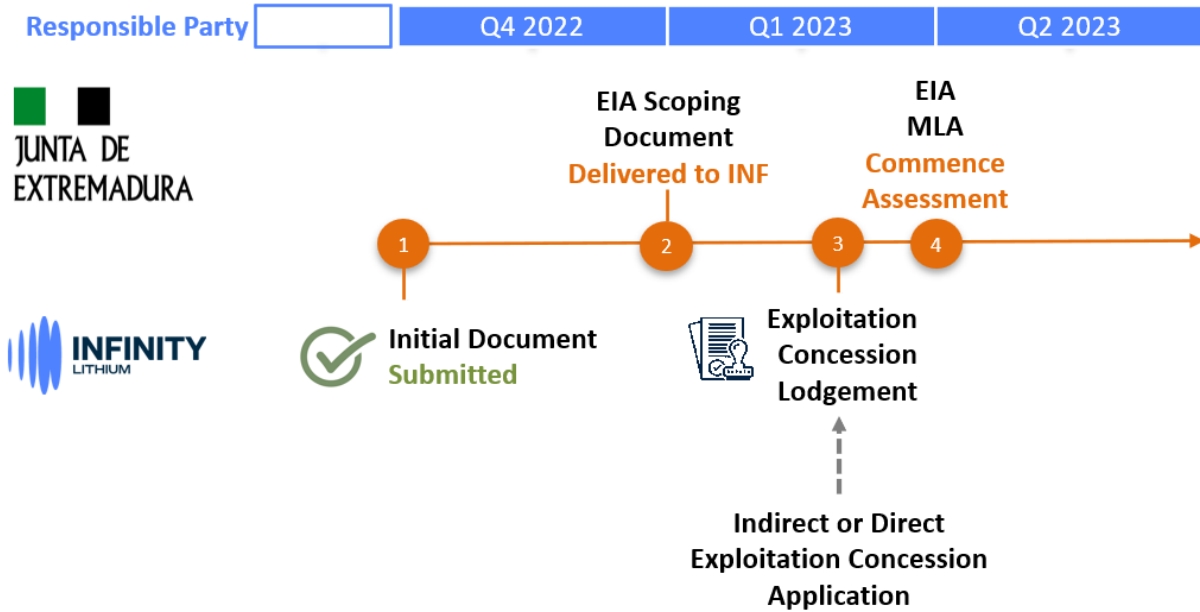 Responsible Party
Q4 2022
Q1 2023
Q2 2023
JUNTA DE
EXTREMADURA
EIA Scoping
Document
Delivered to INF
EIA
MLA
Commence
Assessment
1
2
3
4
INFINITY
LITHIUM
Initial Document
Submitted
Exploitation
Concession
Lodgement
Indirect or Direct
Exploitation Concession
Application